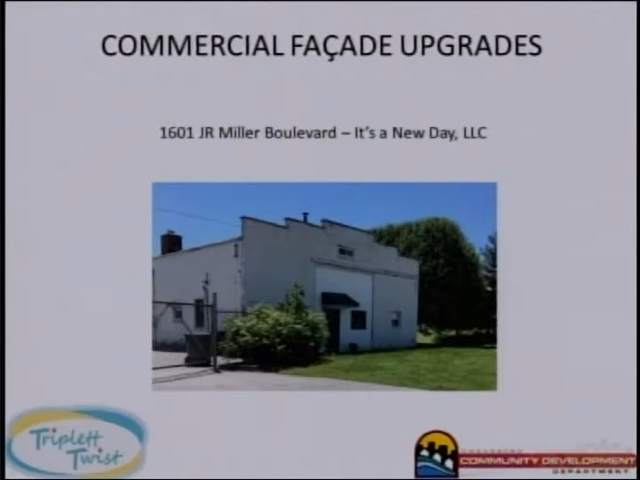 COMMERCIAL FAÇADE UPGRADES
1601 JR Miller Boulevard – It's a New Day, LLC
Triplett
Twist
COMMUNITY DEVELOPMENT
DEPARTMENT